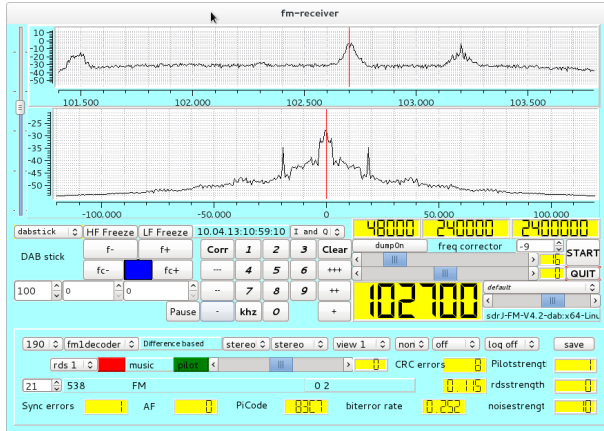 fm-receiver
10
0
-10
-20
-30
-40
-50
101.500 102.000 102.500 103.000 103.500
-25
-30
-35
-40
-45
-50
-100.000 -50.000 0 50.000 100.000
dabstick HF Freeze LF Freeze 10.04.13:10:59:10 I and Q 48000 240000 2400000
DAB stick f- f+ Corr 1 2 3 Clear dumpOn freq corrector -9 START
fc- fc+ --- 4 5 6 +++ 16
0 QUIT
100 0 0 -- 7 8 9 ++ 102700 default
Pause - khz 0 + sdrJ-FM-V4.2-dab:x64-Linu
190 fm1decoder Difference based stereo stereo view 1 non off log off save
rds 1 music pilot 0 CRC errors 8 Pilotstrengt 1
21 538 FM 0 2 0.115 rdsstrength 0
Sync errors 1 AF 0 PiCode 83C7 biterror rate 0.252 noisestrengt 10